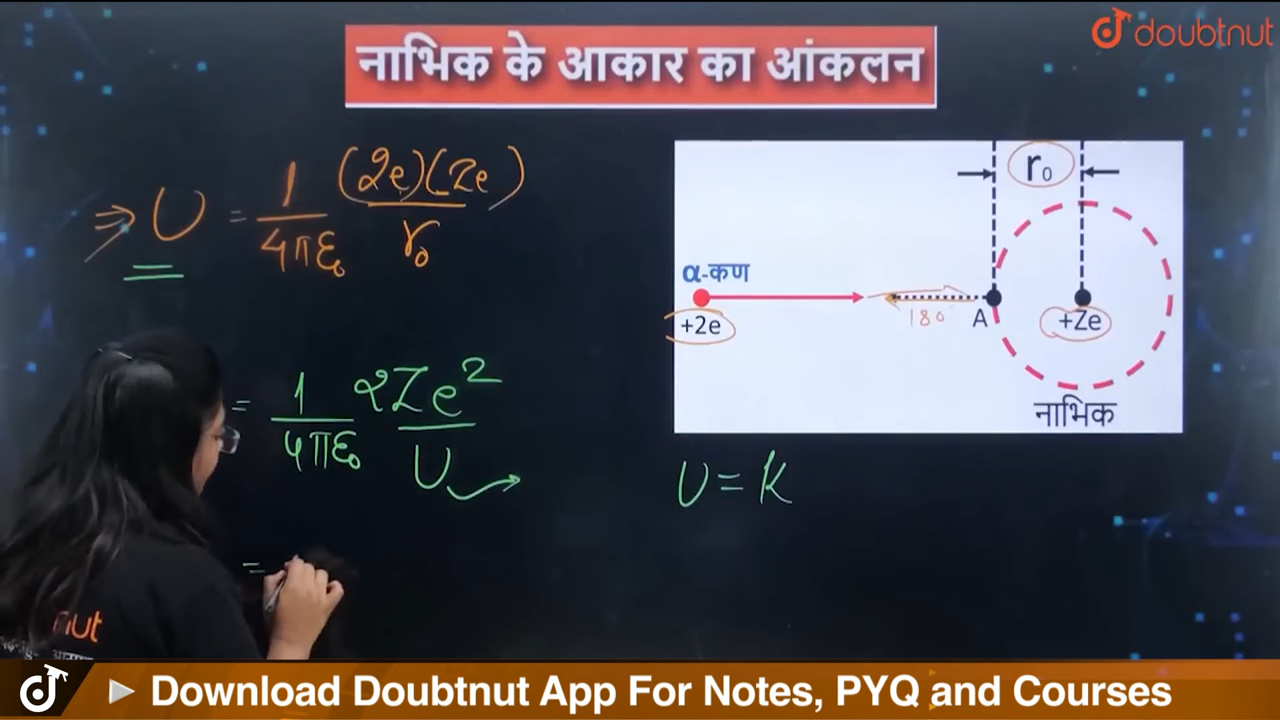 नाभिक के आकार का आंकलन
doubtnut
⇒ U = 1/4πε₀ (2e)(Ze)/r₀
r₀
α-कण
+2e
180°
A
+Ze
नाभिक
= 1/4πε₀ 2Ze²/U
U = K
=
nut
Download Doubtnut App For Notes, PYQ and Courses